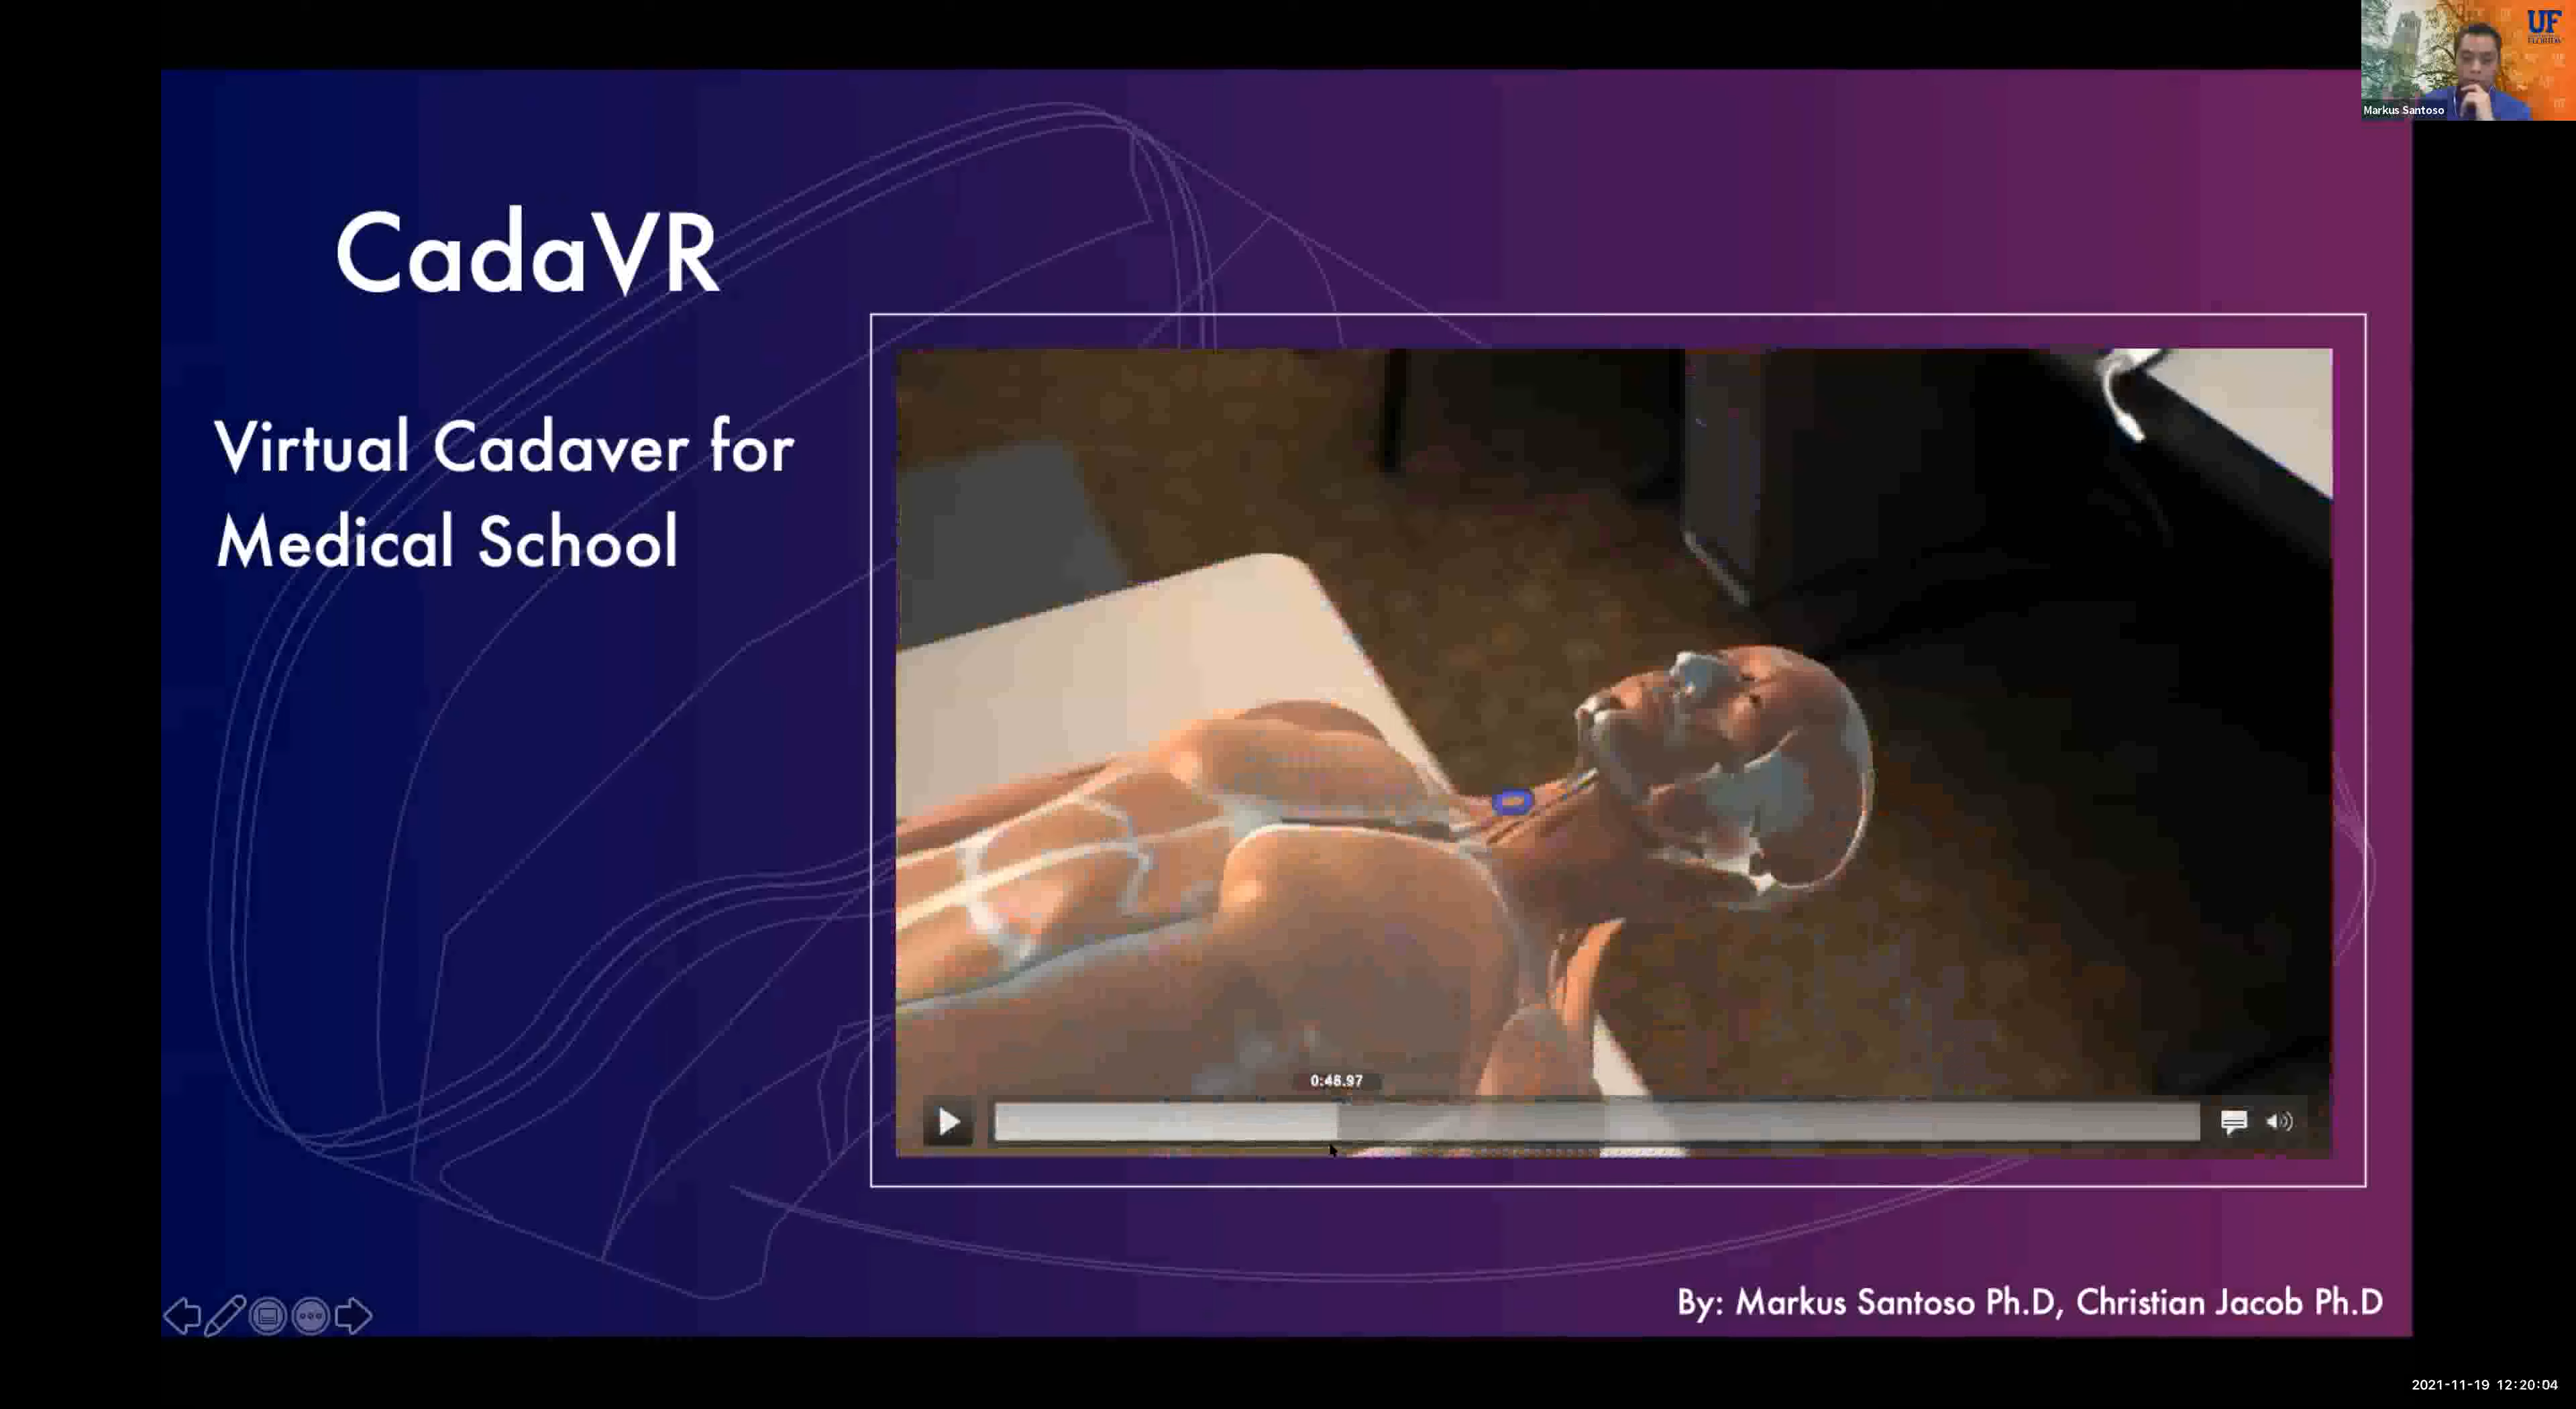 UF
FLORIDA
Markus Santoso
CadaVR
Virtual Cadaver for
Medical School
0:48.97
By: Markus Santoso Ph.D, Christian Jacob Ph.D
2021-11-19 12:20:04